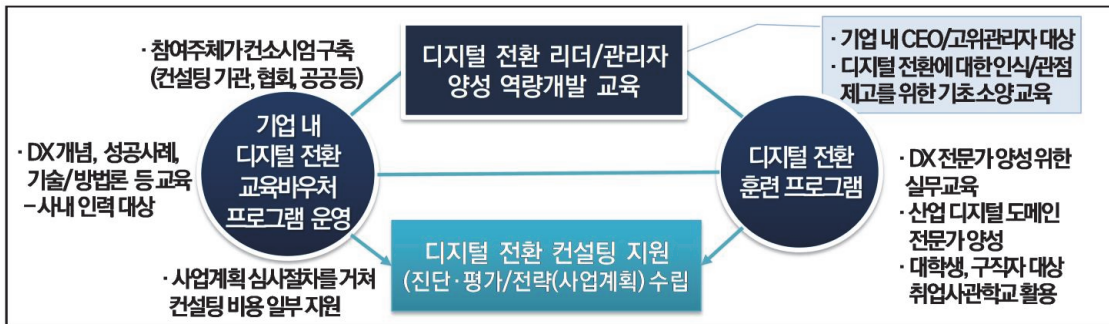 · 참여주체가 컨소시엄 구축
(컨설팅 기관, 협회, 공공 등)
디지털 전환 리더/관리자
양성 역량개발 교육
· 기업 내 CEO/고위관리자 대상
· 디지털 전환에 대한 인식/관점
제고를 위한 기초 소양 교육
· DX 개념, 성공사례,
기술/방법론 등 교육
– 사내 인력 대상
기업 내
디지털 전환
교육바우처
프로그램 운영
디지털 전환
훈련 프로그램
· DX 전문가 양성 위한
실무교육
· 산업 디지털 도메인
전문가 양성
· 대학생, 구직자 대상
취업사관학교 활용
· 사업계획 심사절차를 거쳐
컨설팅 비용 일부 지원
디지털 전환 컨설팅 지원
(진단·평가/전략(사업계획) 수립)